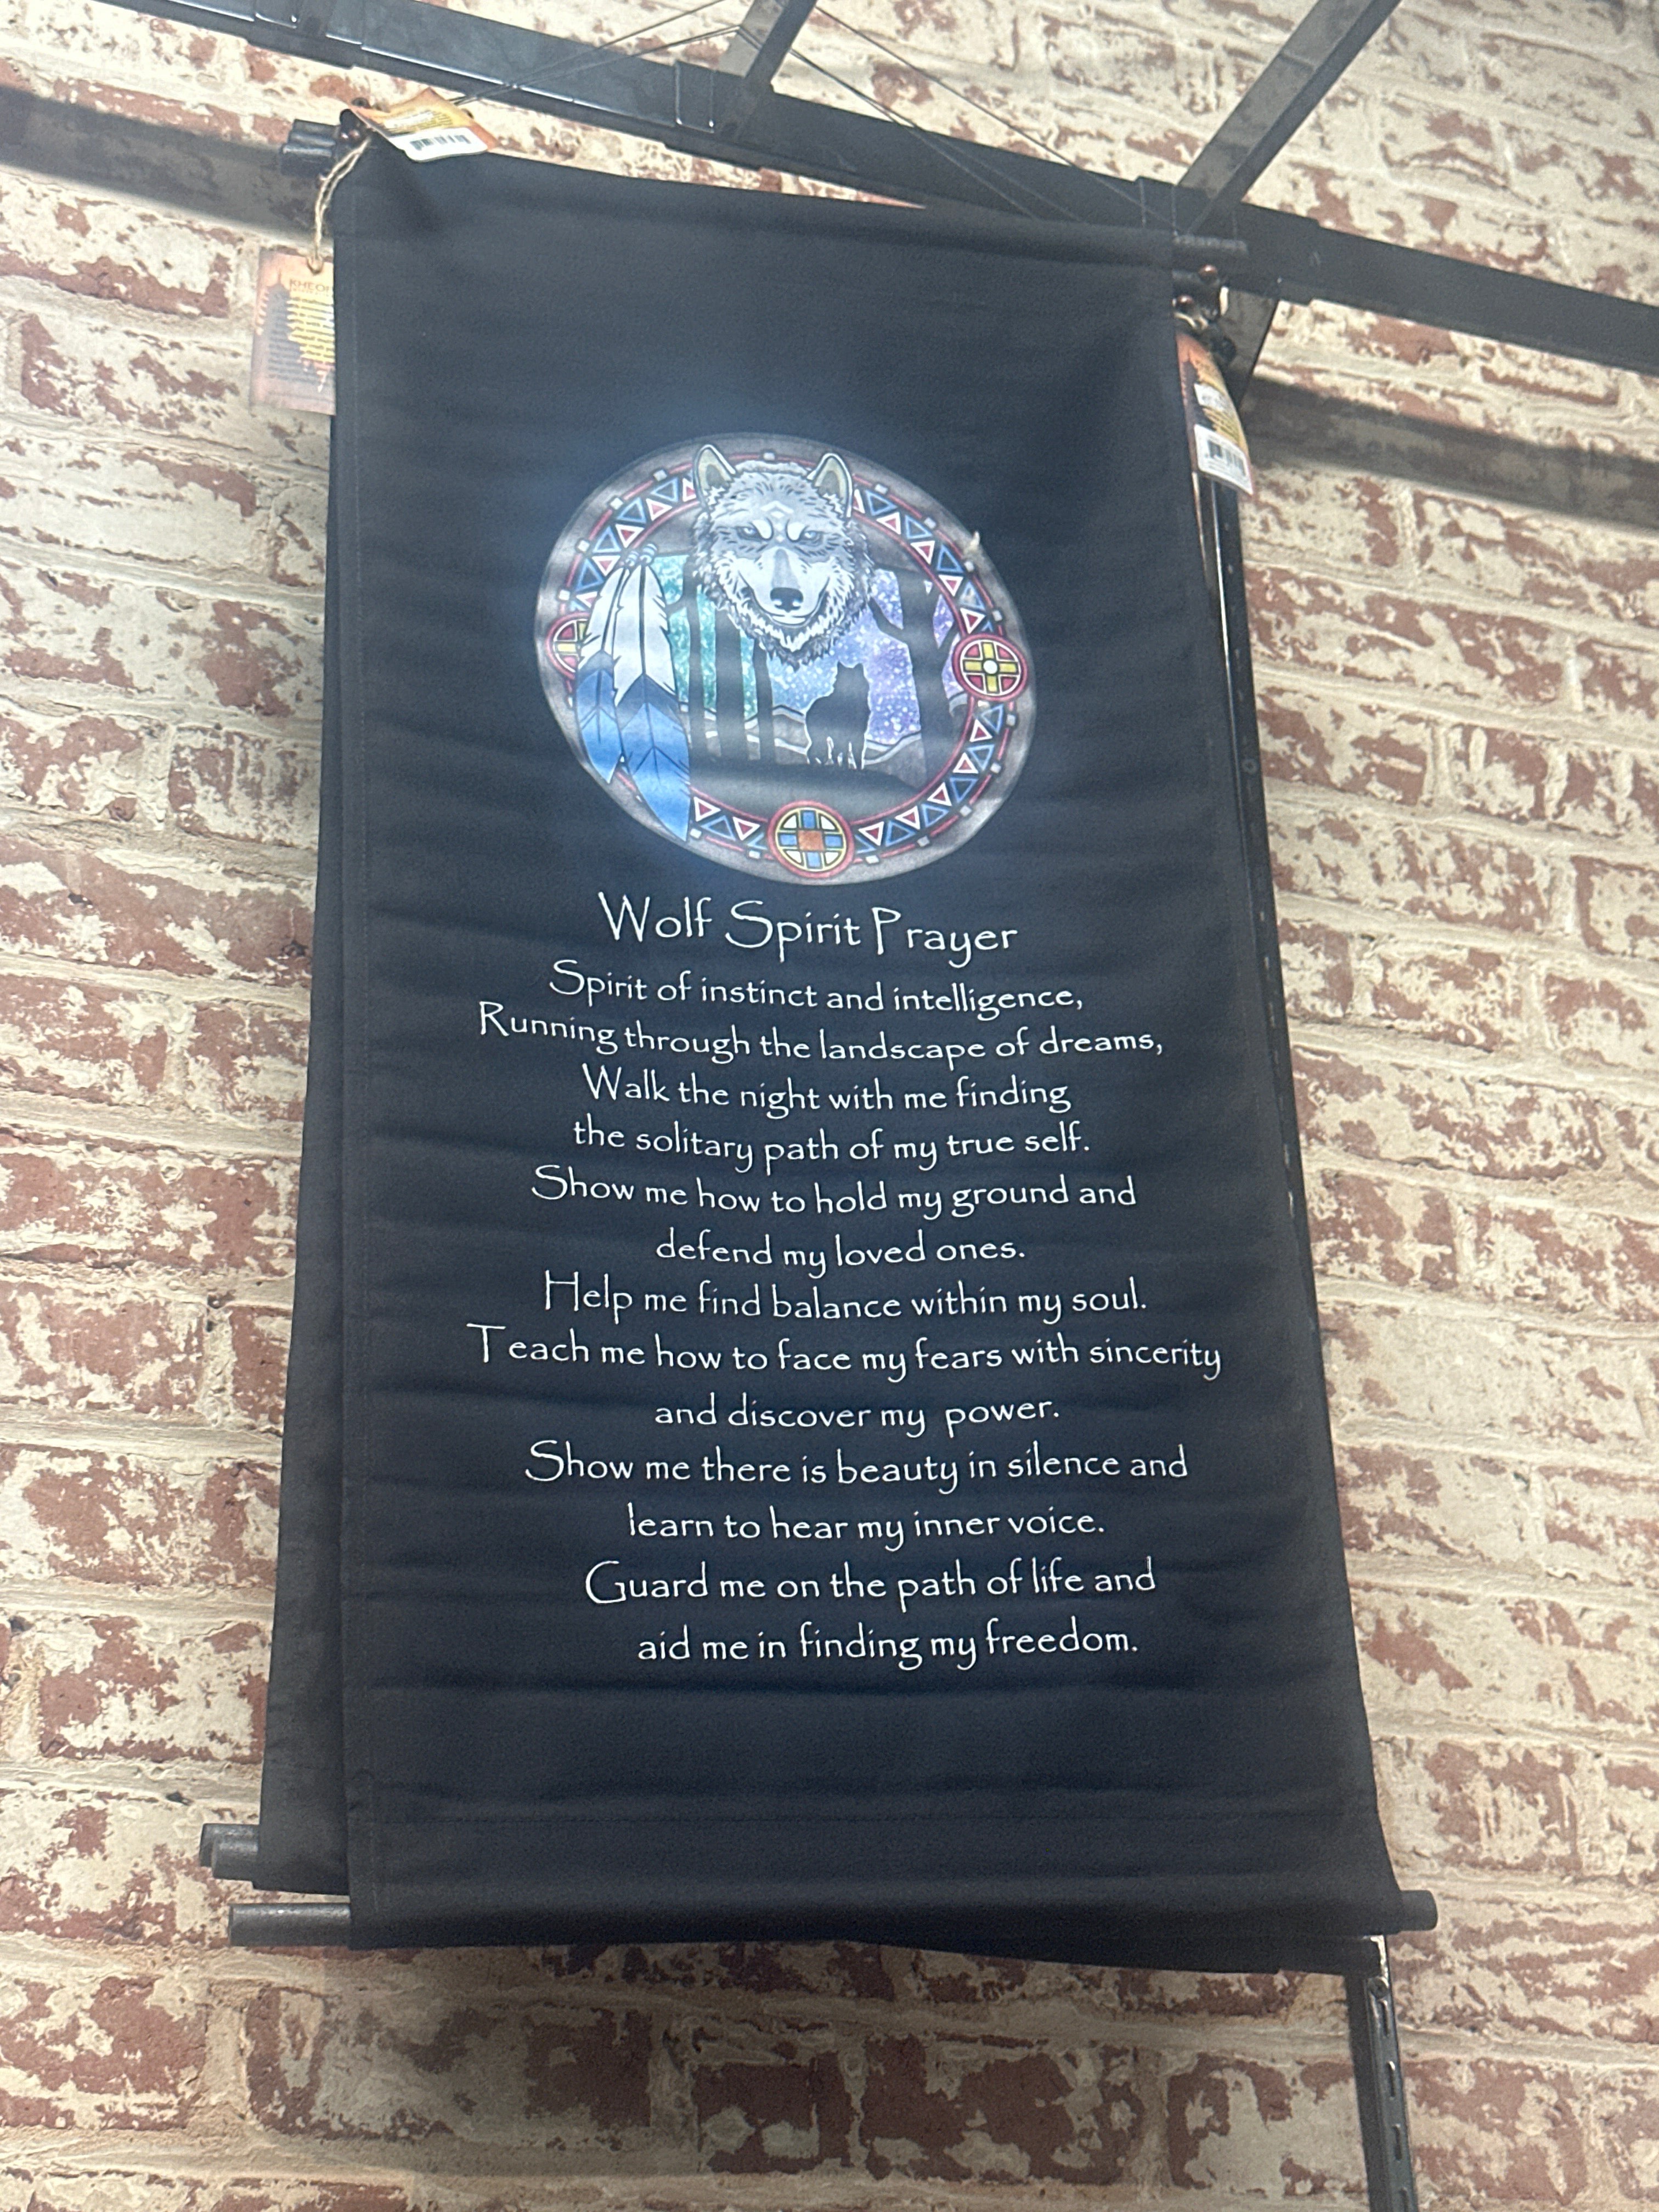 Wolf Spirit Prayer
Spirit of instinct and intelligence,
Running through the landscape of dreams,
Walk the night with me finding
the solitary path of my true self.
Show me how to hold my ground and
defend my loved ones.
Help me find balance within my soul.
Teach me how to face my fears with sincerity
and discover my power.
Show me there is beauty in silence and
learn to hear my inner voice.
Guard me on the path of life and
aid me in finding my freedom.